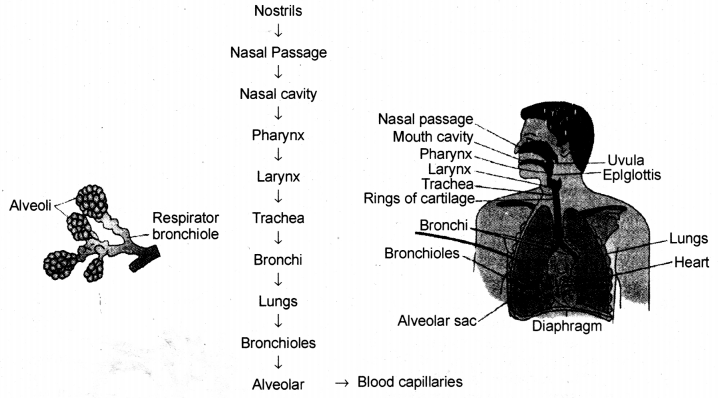 Nostrils
↓
Nasal Passage
↓
Nasal cavity
↓
Pharynx
↓
Larynx
↓
Trachea
↓
Bronchi
↓
Lungs
↓
Bronchioles
↓
Alveolar → Blood capillaries
Alveoli
Respirator
bronchiole
Nasal passage
Mouth cavity
Pharynx
Larynx
Trachea
Rings of cartilage
Bronchi
Bronchioles
Alveolar sac
Uvula
Eplglottis
Lungs
Heart
Diaphragm